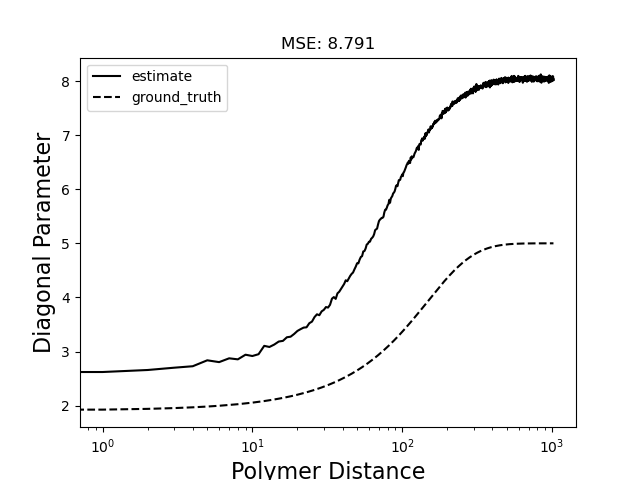 MSE: 8.791
estimate
ground_truth
Diagonal Parameter
8
7
6
5
4
3
2
10⁰ 10¹ 10² 10³
Polymer Distance